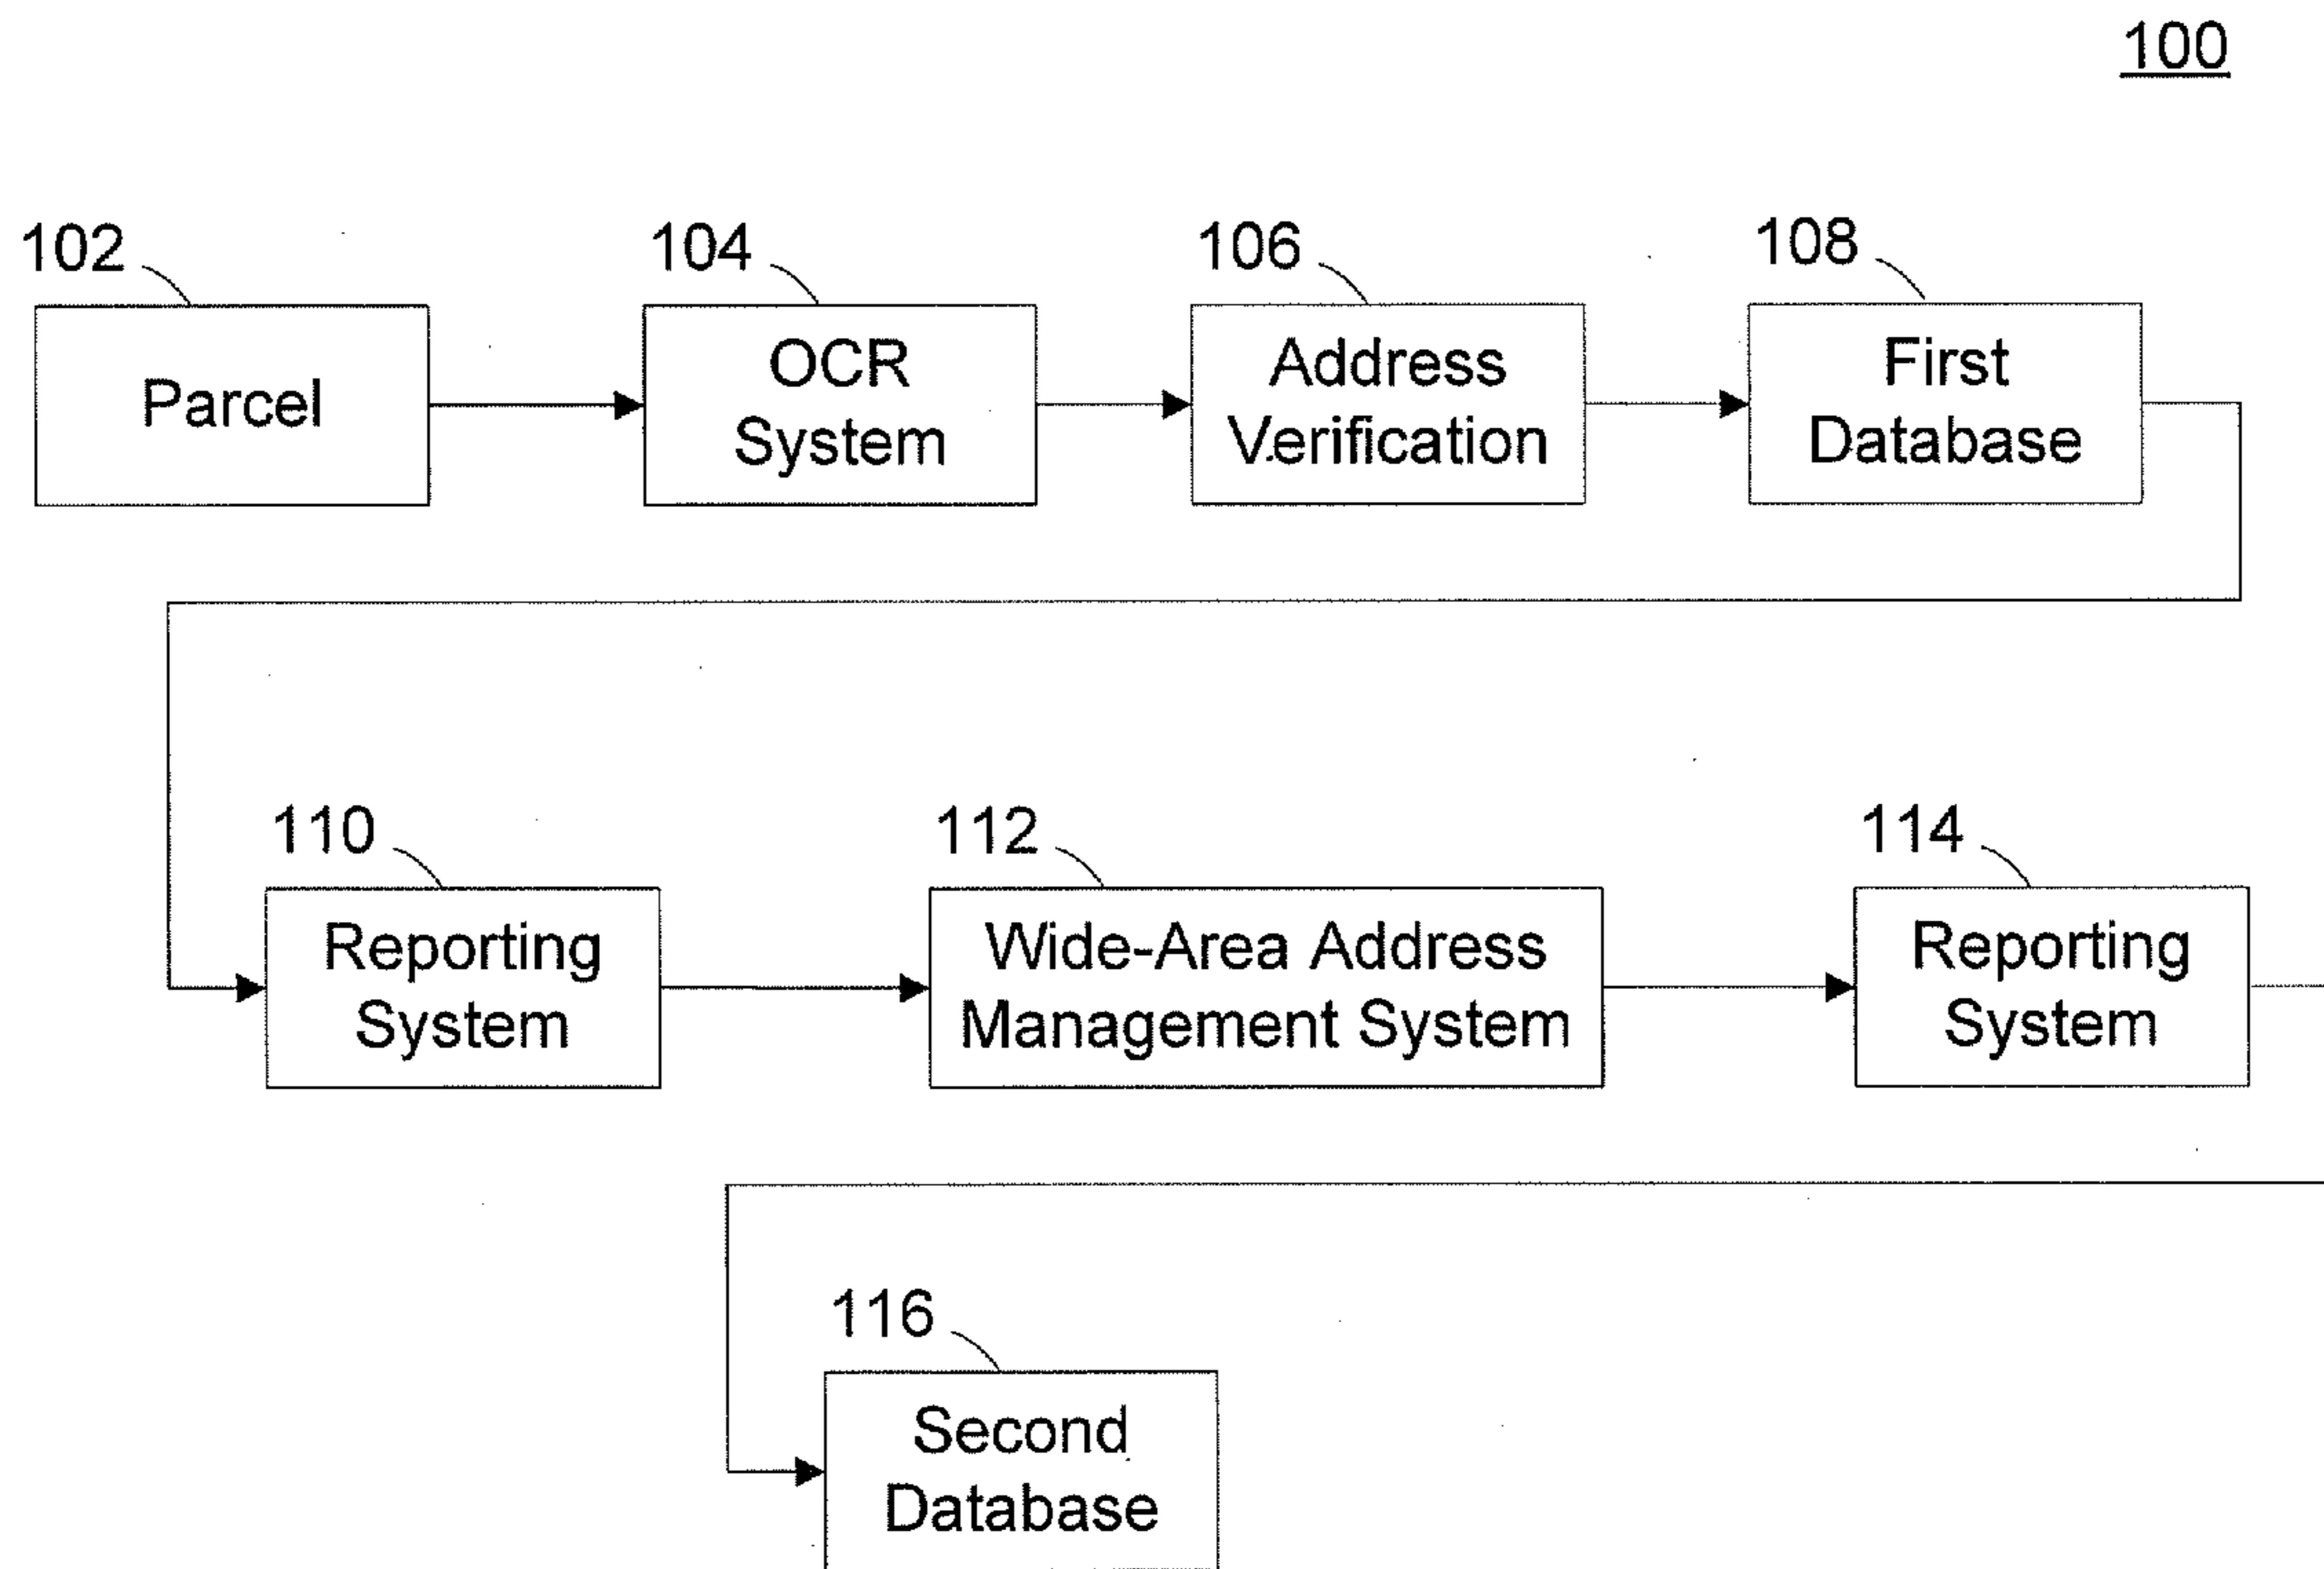 100
102
Parcel
104
OCR
System
106
Address
Verification
108
First
Database
110
Reporting
System
112
Wide-Area Address
Management System
114
Reporting
System
116
Second
Database